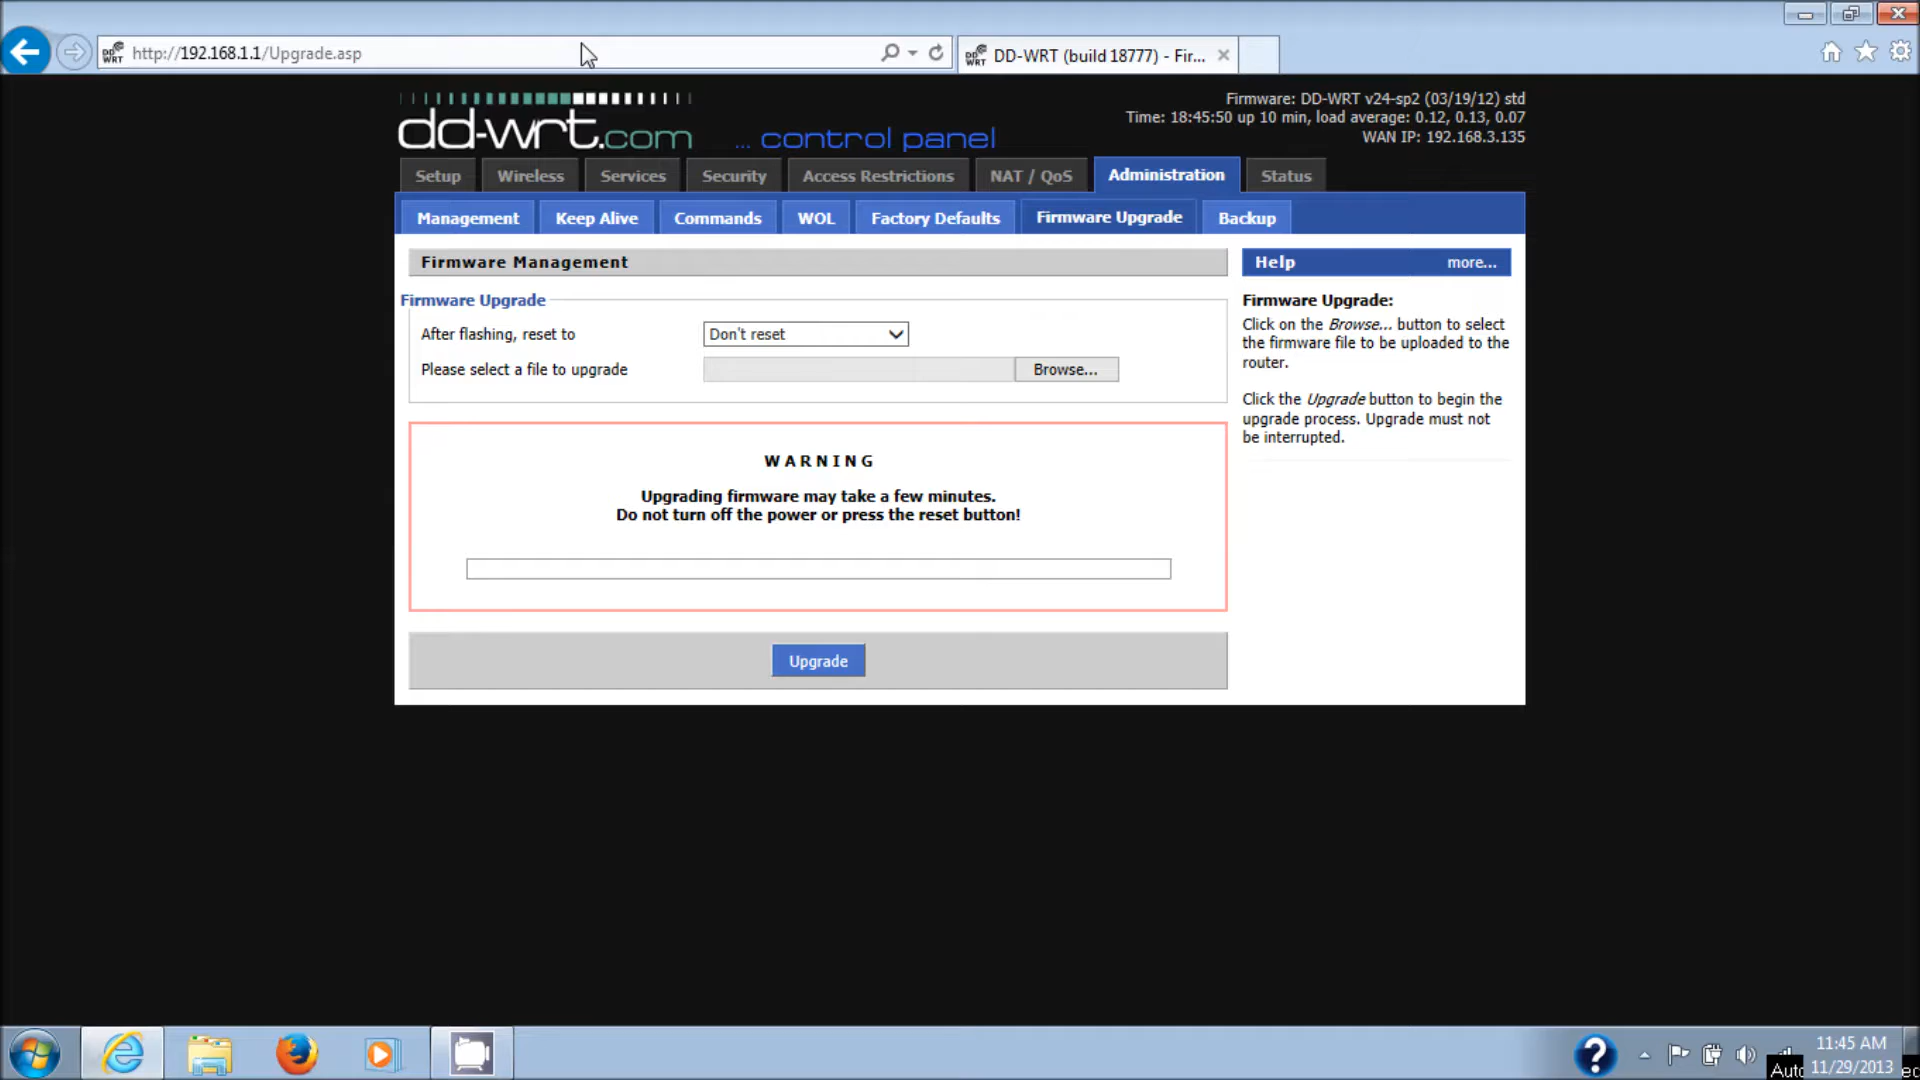 http://192.168.1.1/Upgrade.asp
DD-WRT (build 18777) - Fir...
dd-wrt.com ... control panel
Firmware: DD-WRT v24-sp2 (03/19/12) std
Time: 18:45:50 up 10 min, load average: 0.12, 0.13, 0.07
WAN IP: 192.168.3.135
Setup Wireless Services Security Access Restrictions NAT / QoS Administration Status
Management Keep Alive Commands WOL Factory Defaults Firmware Upgrade Backup
Firmware Management
Firmware Upgrade
After flashing, reset to Don't reset
Please select a file to upgrade Browse...
WARNING
Upgrading firmware may take a few minutes.
Do not turn off the power or press the reset button!
Upgrade
Help more...
Firmware Upgrade:
Click on the Browse... button to select
the firmware file to be uploaded to the
router.
Click the Upgrade button to begin the
upgrade process. Upgrade must not
be interrupted.
11:45 AM
11/29/2013